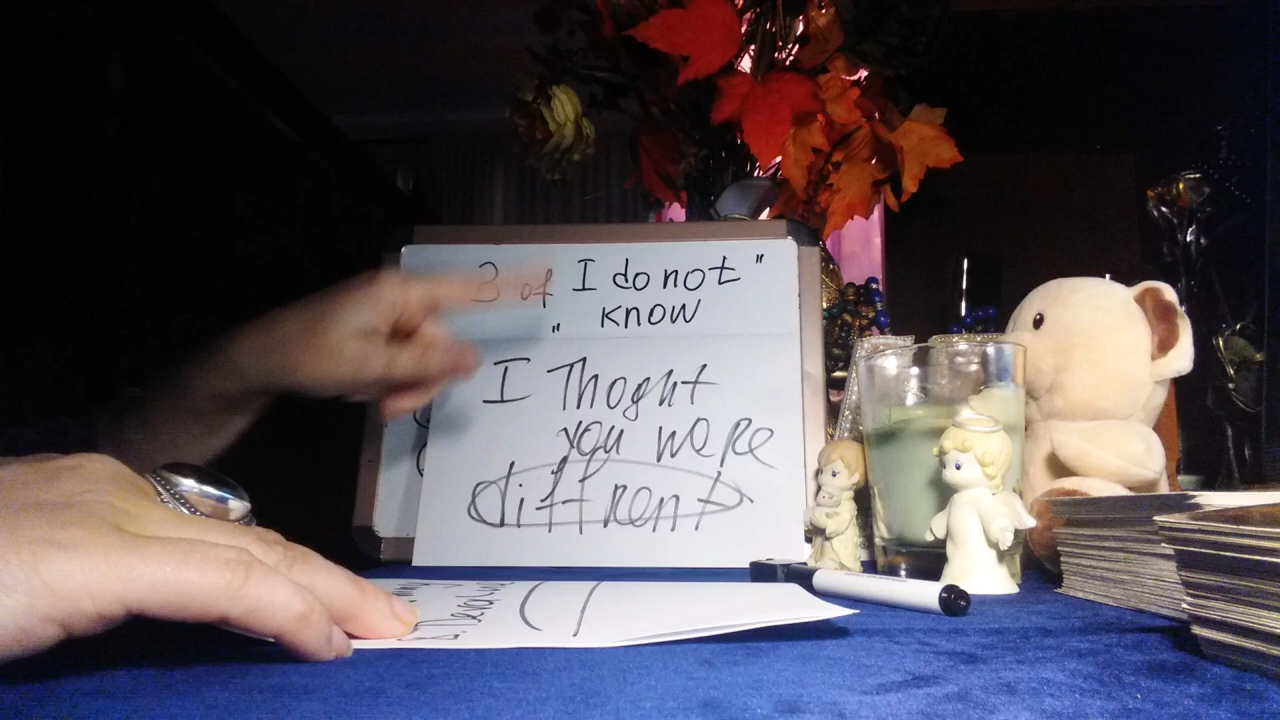 3 of I do not "
" know
I Thoght
you were
diffrent